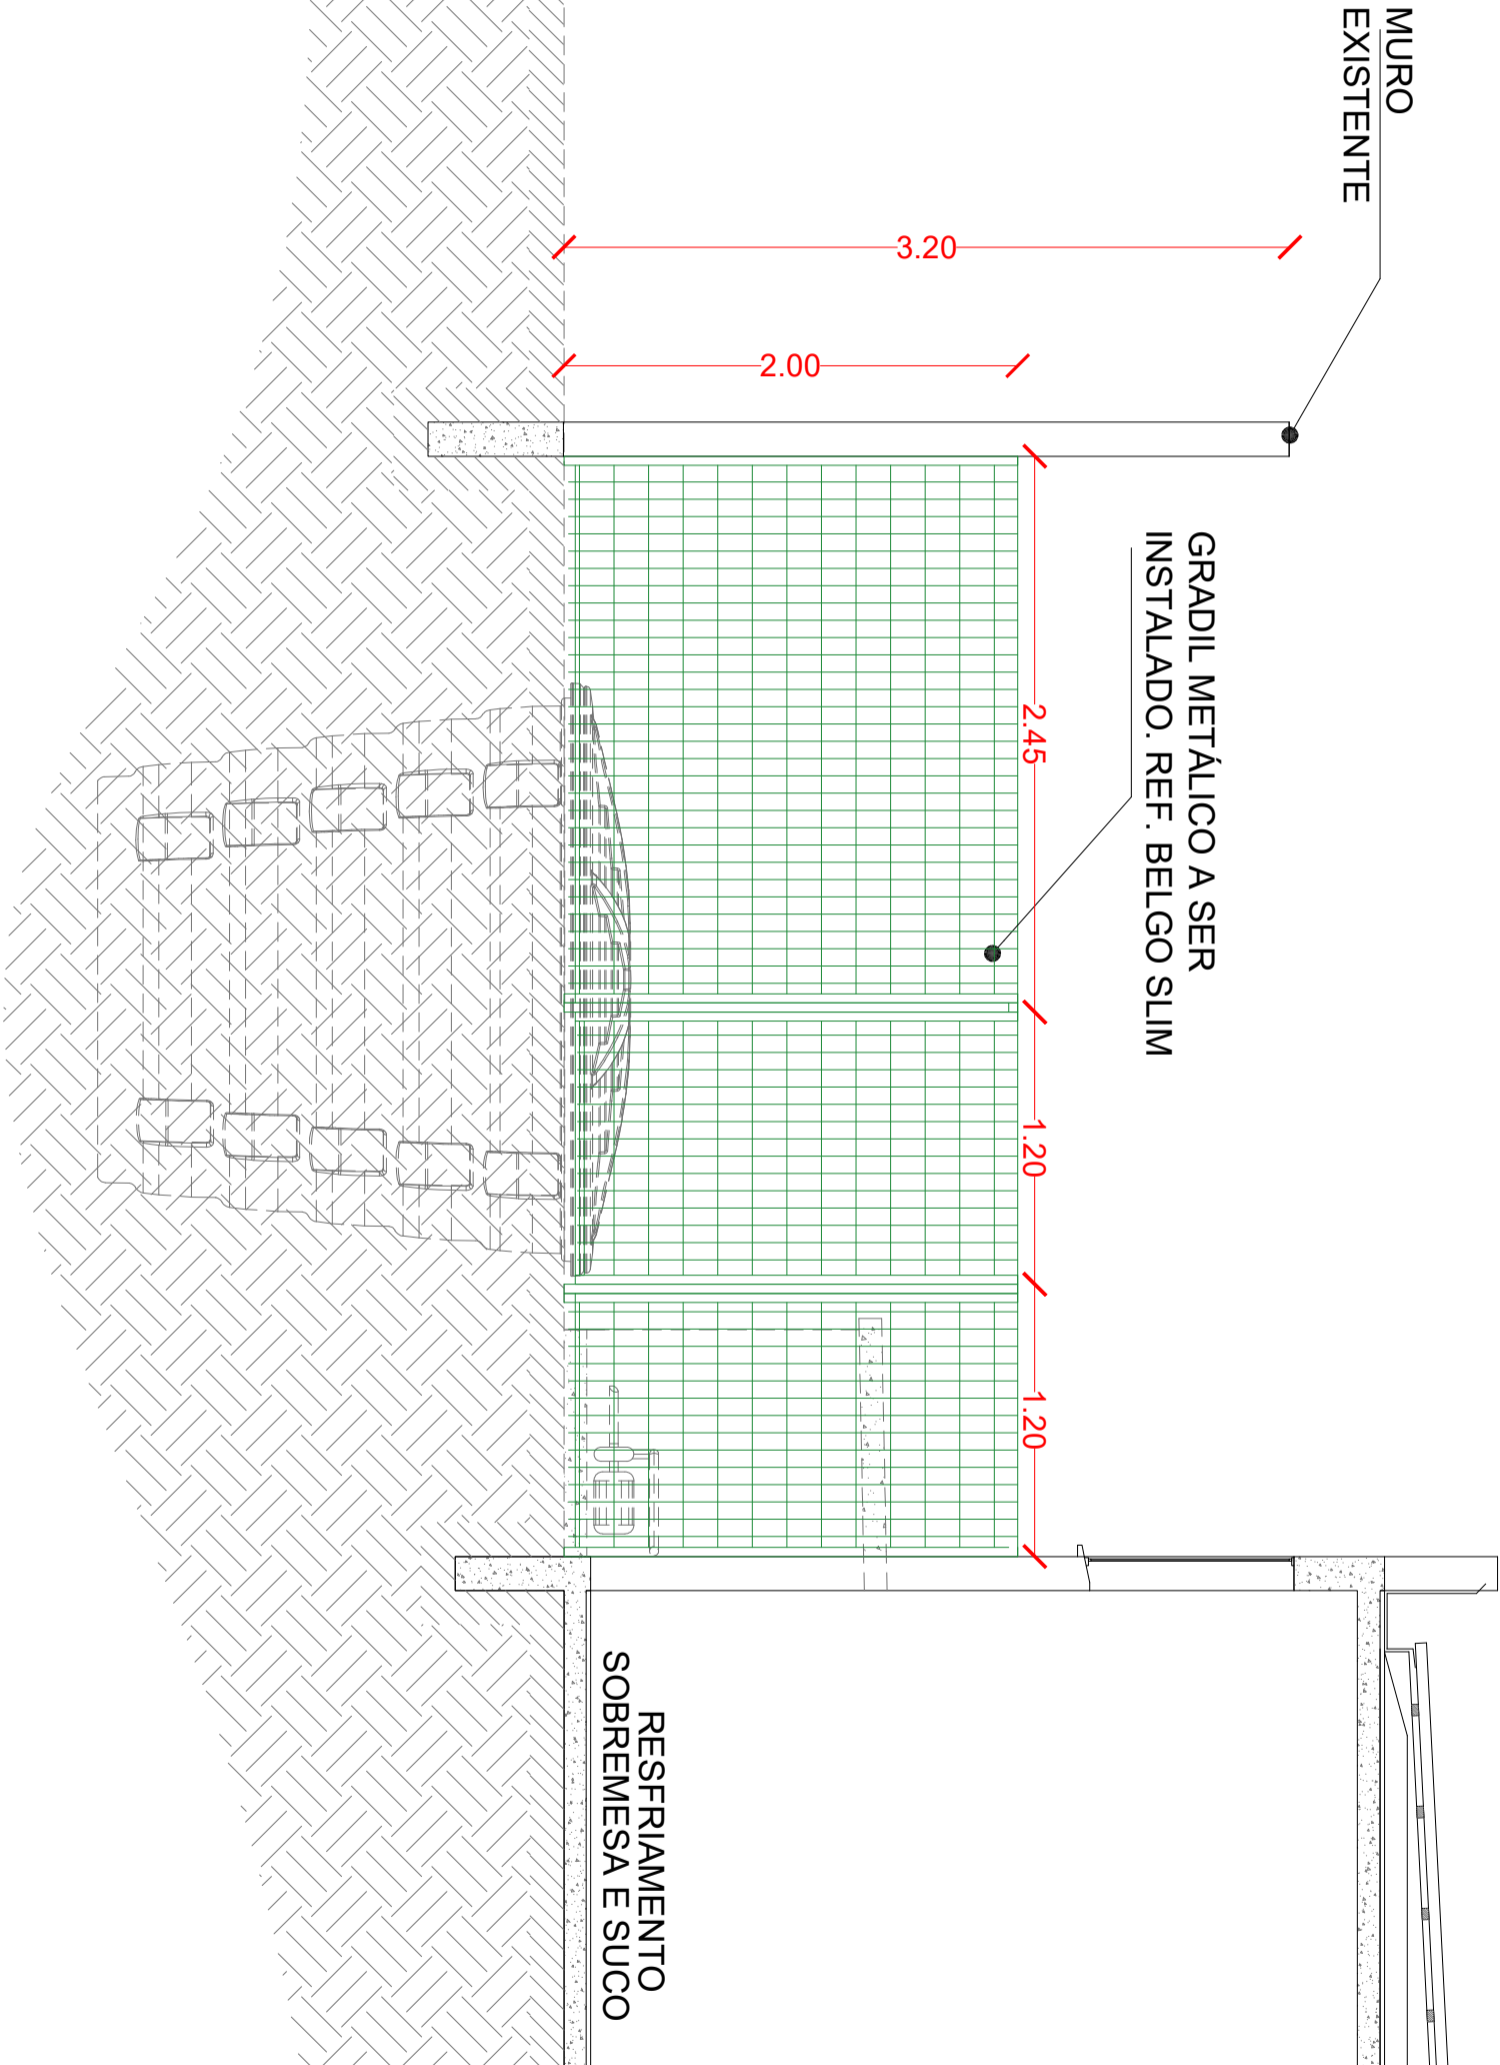 MURO
EXISTENTE
3.20
2.00
GRADIL METÁLICO A SER
INSTALADO. REF. BELGO SLIM
2.45
1.20
1.20
RESFRIAMENTO
SOBREMESA E SUCO